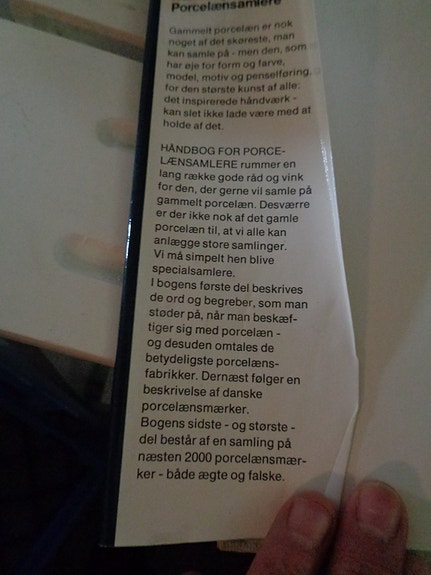 Porcelænsamlere
Gammelt porcelæn er nok
noget af det skøreste, man
kan samle på - men den, som
har øje for form og farve,
model, motiv og penselføring,
for den største kunst af alle:
det inspirerede håndværk -
kan slet ikke lade være med at
holde af det.
HÅNDBOG FOR PORCE-
LÆNSAMLERE rummer en
lang række gode råd og vink
for den, der gerne vil samle på
gammelt porcelæn. Desværre
er der ikke nok af det gamle
porcelæn til, at vi alle kan
anlægge store samlinger.
Vi må simpelt hen blive
specialsamlere.
I bogens første del beskrives
de ord og begreber, som man
støder på, når man beskæf-
tiger sig med porcelæn -
og desuden omtales de
betydeligste porcelæns-
fabrikker. Dernæst følger en
beskrivelse af danske
porcelænsmærker.
Bogens sidste - og største -
del består af en samling på
næsten 2000 porcelænsmær-
ker - både ægte og falske.